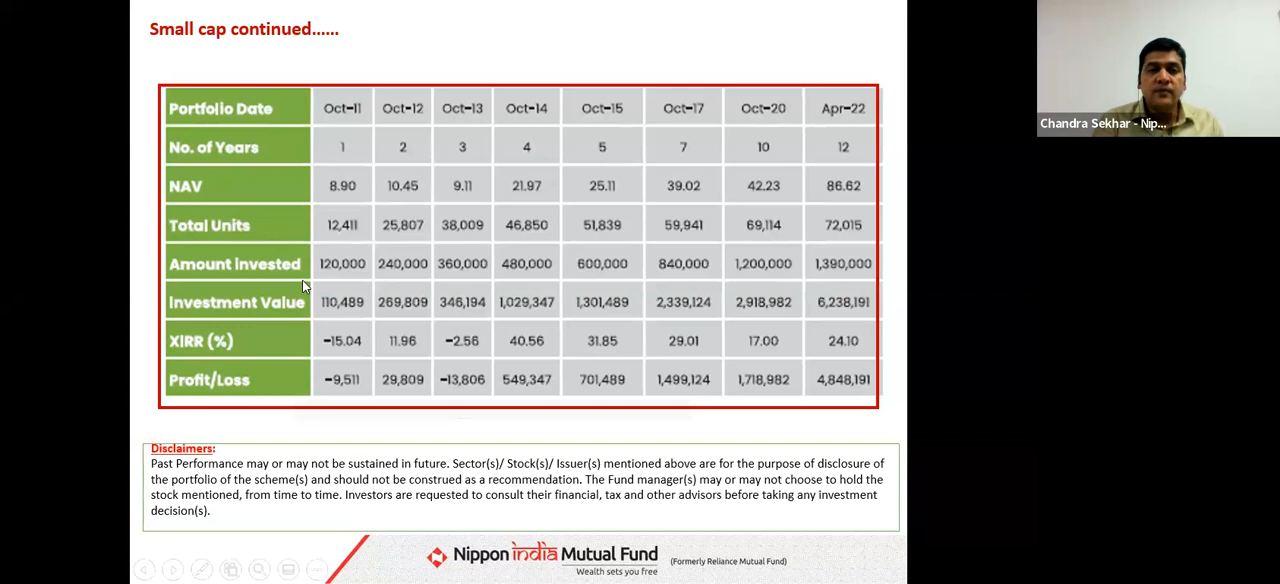 Small cap continued......
Portfolio Date Oct-11 Oct-12 Oct-13 Oct-14 Oct-15 Oct-17 Oct-20 Apr-22
No. of Years 1 2 3 4 5 7 10 12
NAV 8.90 10.45 9.11 21.97 25.11 39.02 42.23 86.62
Total Units 12,411 25,807 38,009 46,850 51,839 59,941 69,114 72,015
Amount invested 120,000 240,000 360,000 480,000 600,000 840,000 1,200,000 1,390,000
Investment Value 110,489 269,809 346,194 1,029,347 1,301,489 2,339,124 2,918,982 6,238,191
XIRR (%) -15.04 11.96 -2.56 40.56 31.85 29.01 17.00 24.10
Profit/Loss -9,511 29,809 -13,806 549,347 701,489 1,499,124 1,718,982 4,848,191
Disclaimers:
Past Performance may or may not be sustained in future. Sector(s)/ Stock(s)/ Issuer(s) mentioned above are for the purpose of disclosure of
the portfolio of the scheme(s) and should not be construed as a recommendation. The Fund manager(s) may or may not choose to hold the
stock mentioned, from time to time. Investors are requested to consult their financial, tax and other advisors before taking any investment
decision(s).
Nippon india Mutual Fund (Formerly Reliance Mutual Fund)
Wealth sets you free
Chandra Sekhar - Nip...